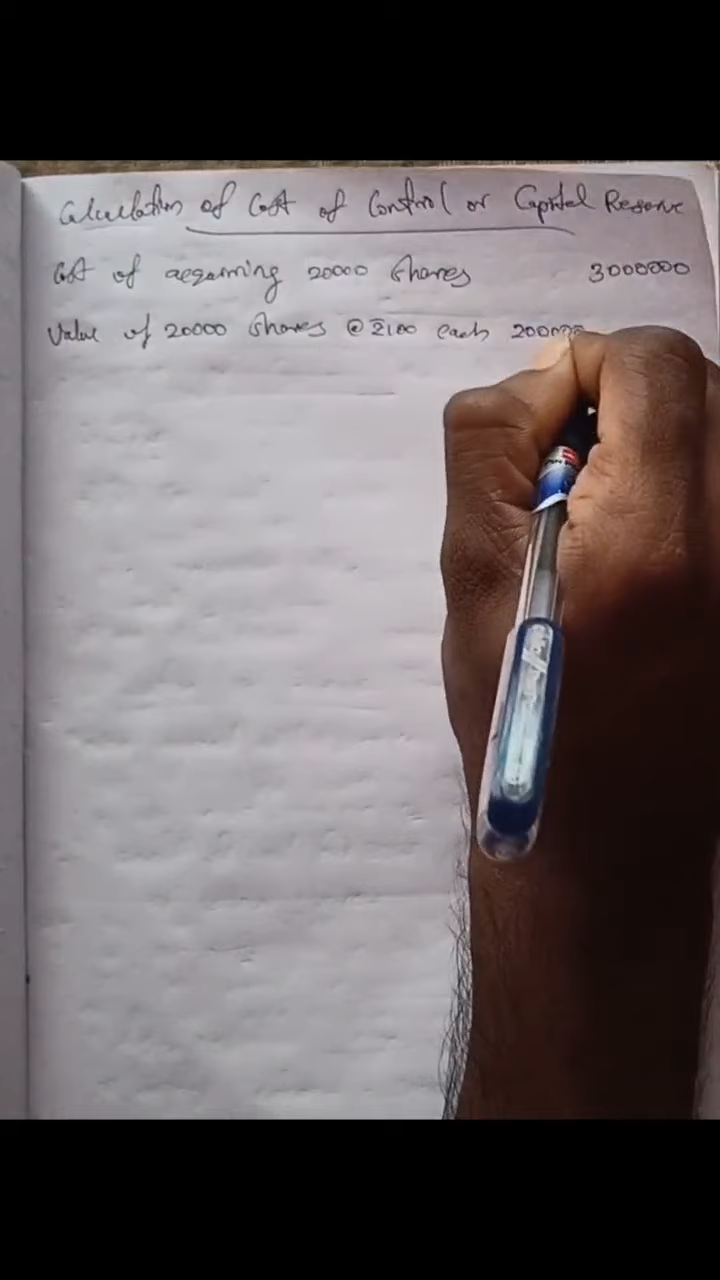 Calculation of Cost of Control or Capital Reserve
Cost of acquiring 20000 shares 3000000
Value of 20000 shares @ ₹100 each 200000